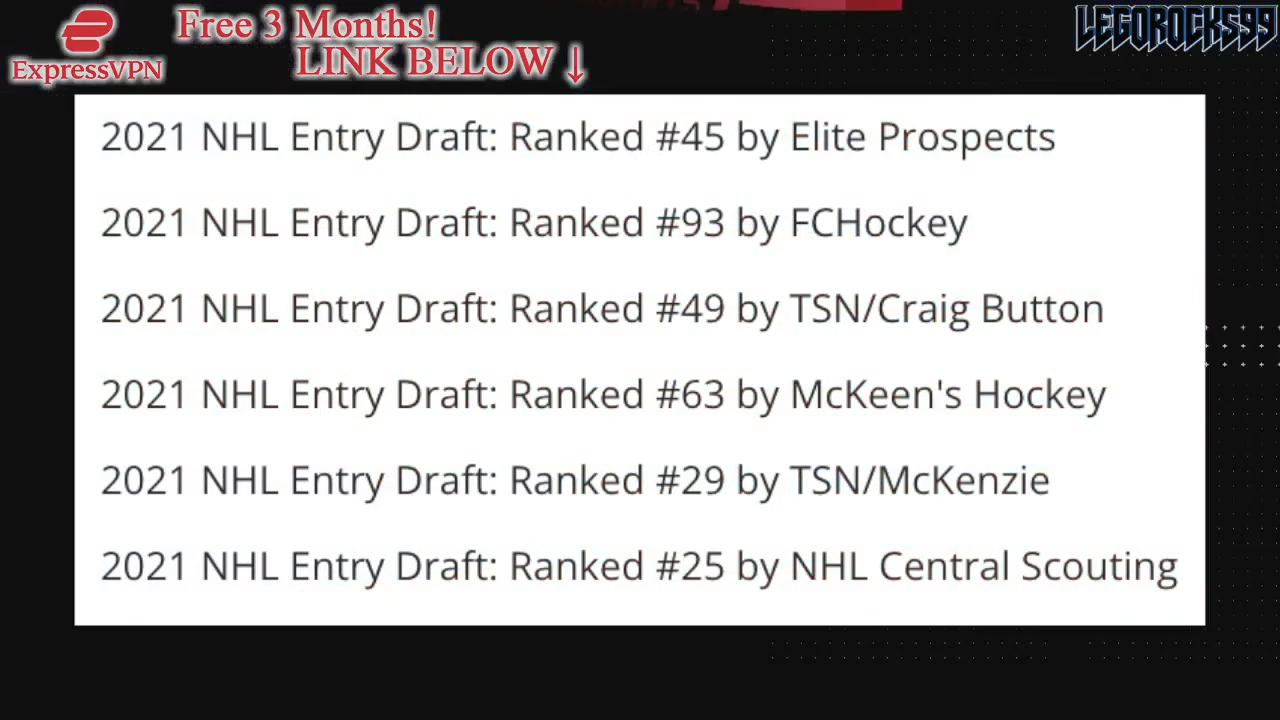 Free 3 Months!
LINK BELOW ↓
ExpressVPN
LEGOROCKS99
2021 NHL Entry Draft: Ranked #45 by Elite Prospects
2021 NHL Entry Draft: Ranked #93 by FCHockey
2021 NHL Entry Draft: Ranked #49 by TSN/Craig Button
2021 NHL Entry Draft: Ranked #63 by McKeen's Hockey
2021 NHL Entry Draft: Ranked #29 by TSN/McKenzie
2021 NHL Entry Draft: Ranked #25 by NHL Central Scouting